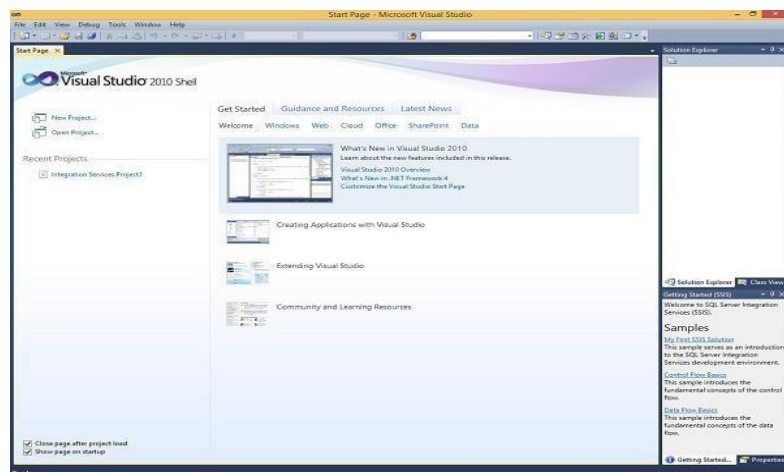 Start Page - Microsoft Visual Studio
File Edit View Debug Tools Window Help
Start Page
Microsoft
Visual Studio 2010 Shell
New Project...
Open Project...
Recent Projects
Integration Services Project1
Get Started Guidance and Resources Latest News
Welcome Windows Web Cloud Office SharePoint Data
What's New in Visual Studio 2010
Learn about the new features included in this release.
Visual Studio 2010 Overview
What's New in .NET Framework 4
Customize the Visual Studio Start Page
Creating Applications with Visual Studio
Extending Visual Studio
Community and Learning Resources
Close page after project load
Show page on startup
Solution Explorer
Solution Explorer Class View
Getting Started (SSIS)
Welcome to SQL Server Integration
Services (SSIS).
Samples
My First SSIS Solution
This sample serves as an introduction
to the SQL Server Integration
Services development environment.
Control Flow Basics
This sample introduces the
fundamental concepts of the control
flow.
Data Flow Basics
This sample introduces the
fundamental concepts of the data
flow.
Getting Started... Properties